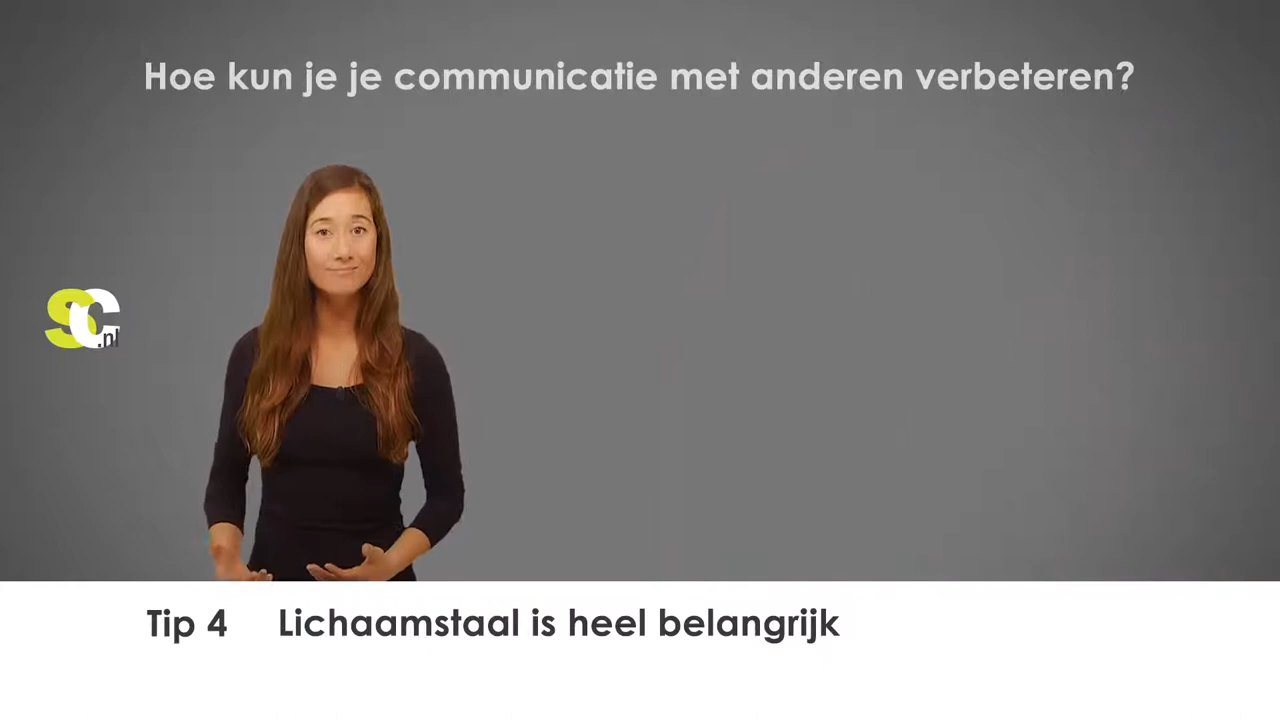 Hoe kun je je communicatie met anderen verbeteren?
SC
.nl
Tip 4 Lichaamstaal is heel belangrijk